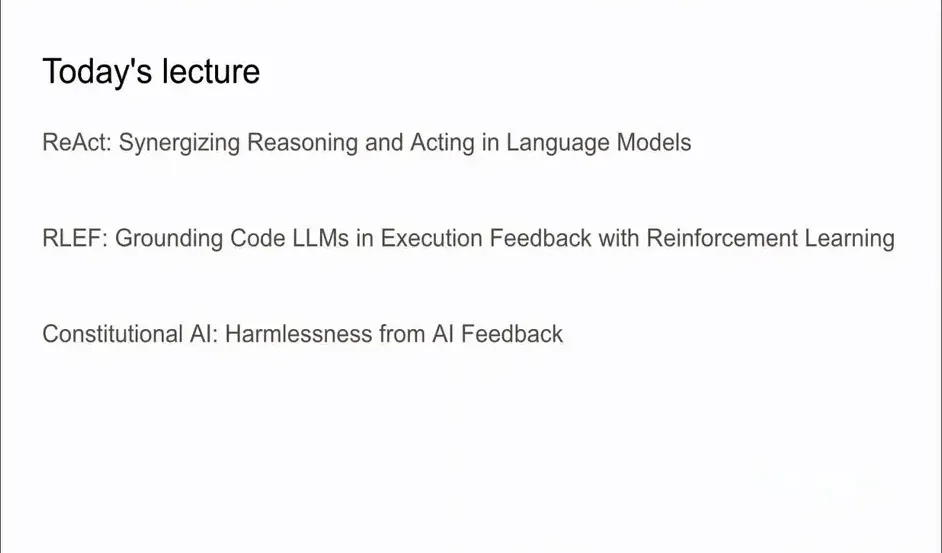 Today's lecture
ReAct: Synergizing Reasoning and Acting in Language Models
RLEF: Grounding Code LLMs in Execution Feedback with Reinforcement Learning
Constitutional AI: Harmlessness from AI Feedback